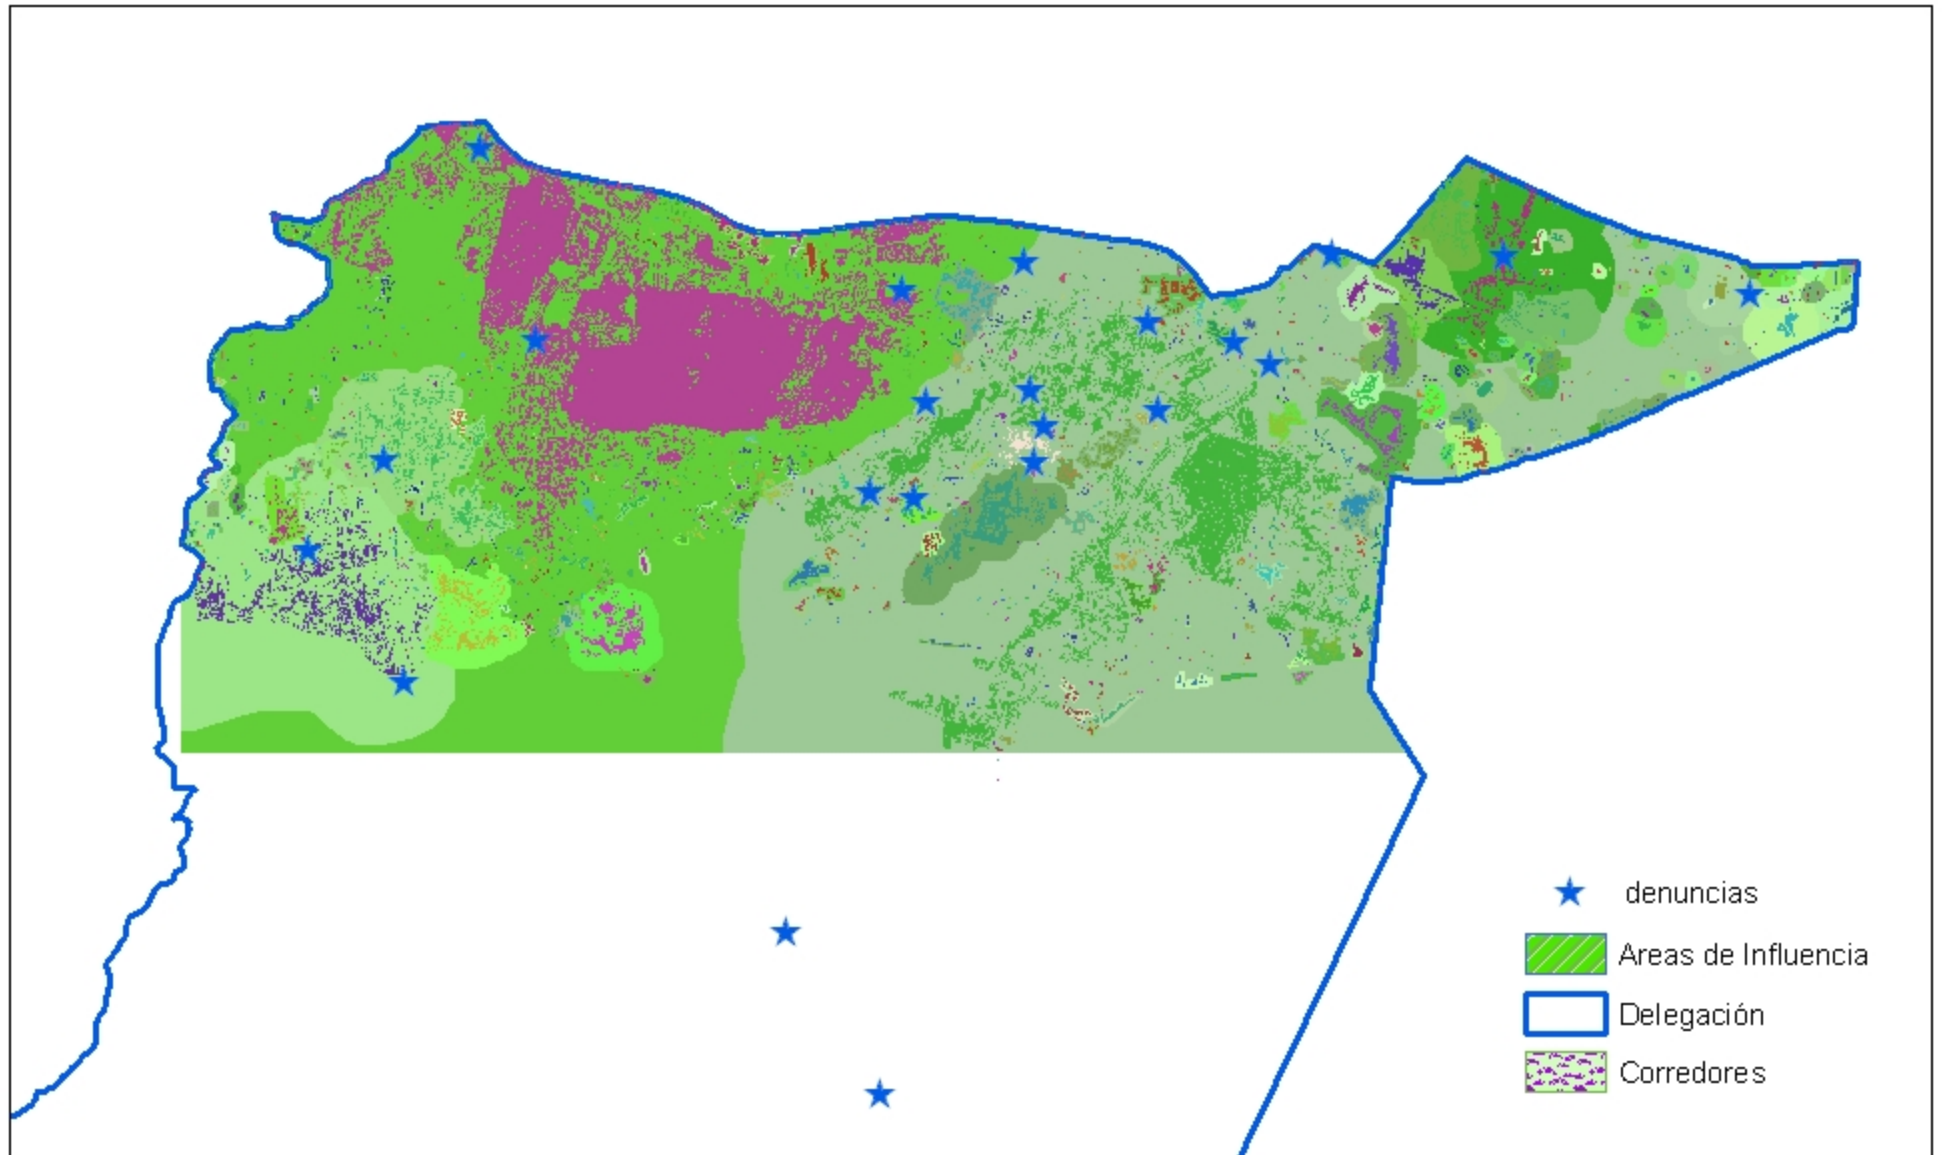 denuncias
Areas de Influencia
Delegación
Corredores